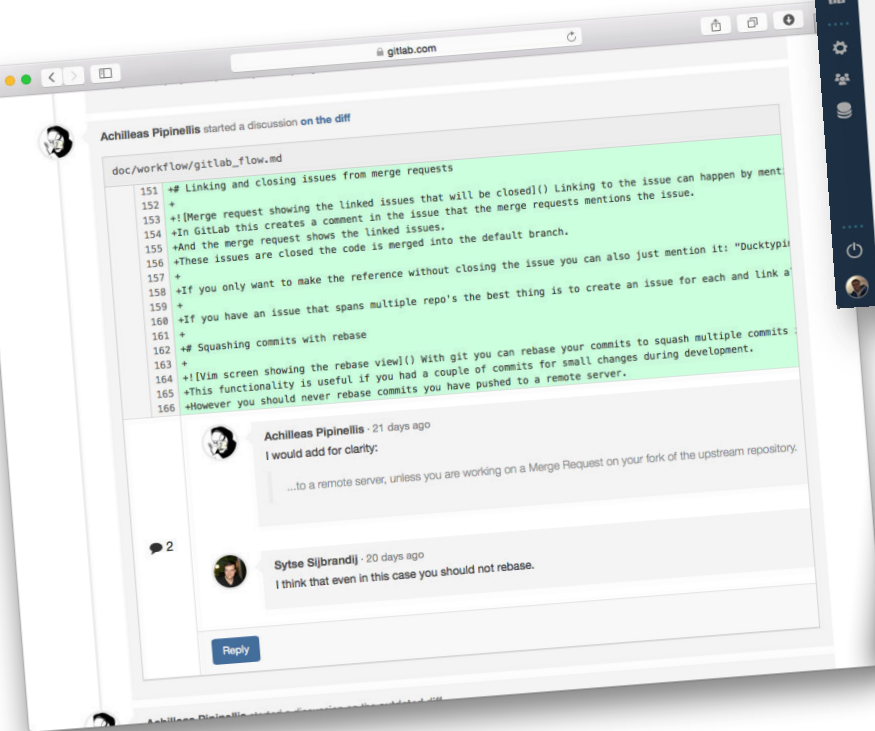 gitlab.com
Achilleas Pipinellis started a discussion on the diff
doc/workflow/gitlab_flow.md
151 +# Linking and closing issues from merge requests
152 +
153 +![Merge request showing the linked issues that will be closed]() Linking to the issue can happen by
154 +In GitLab this creates a comment in the issue that the merge requests mentions the issue.
155 +And the merge request shows the linked issues.
156 +These issues are closed the code is merged into the default branch.
157 +
158 +If you only want to make the reference without closing the issue you can also just mention it:
159 +
160 +If you have an issue that spans multiple repo's the best thing is to create an issue for each and link
161 +
162 +# Squashing commits with rebase
163 +
164 +![Vim screen showing the rebase view]() With git you can rebase your commits to squash multiple commits
165 +This functionality is useful if you had a couple of commits for small changes during development.
166 +However you should never rebase commits you have pushed to a remote server.
Achilleas Pipinellis · 21 days ago
I would add for clarity:
...to a remote server, unless you are working on a Merge Request on your fork of the upstream repository.
2
Sytse Sijbrandij · 20 days ago
I think that even in this case you should not rebase.
Reply